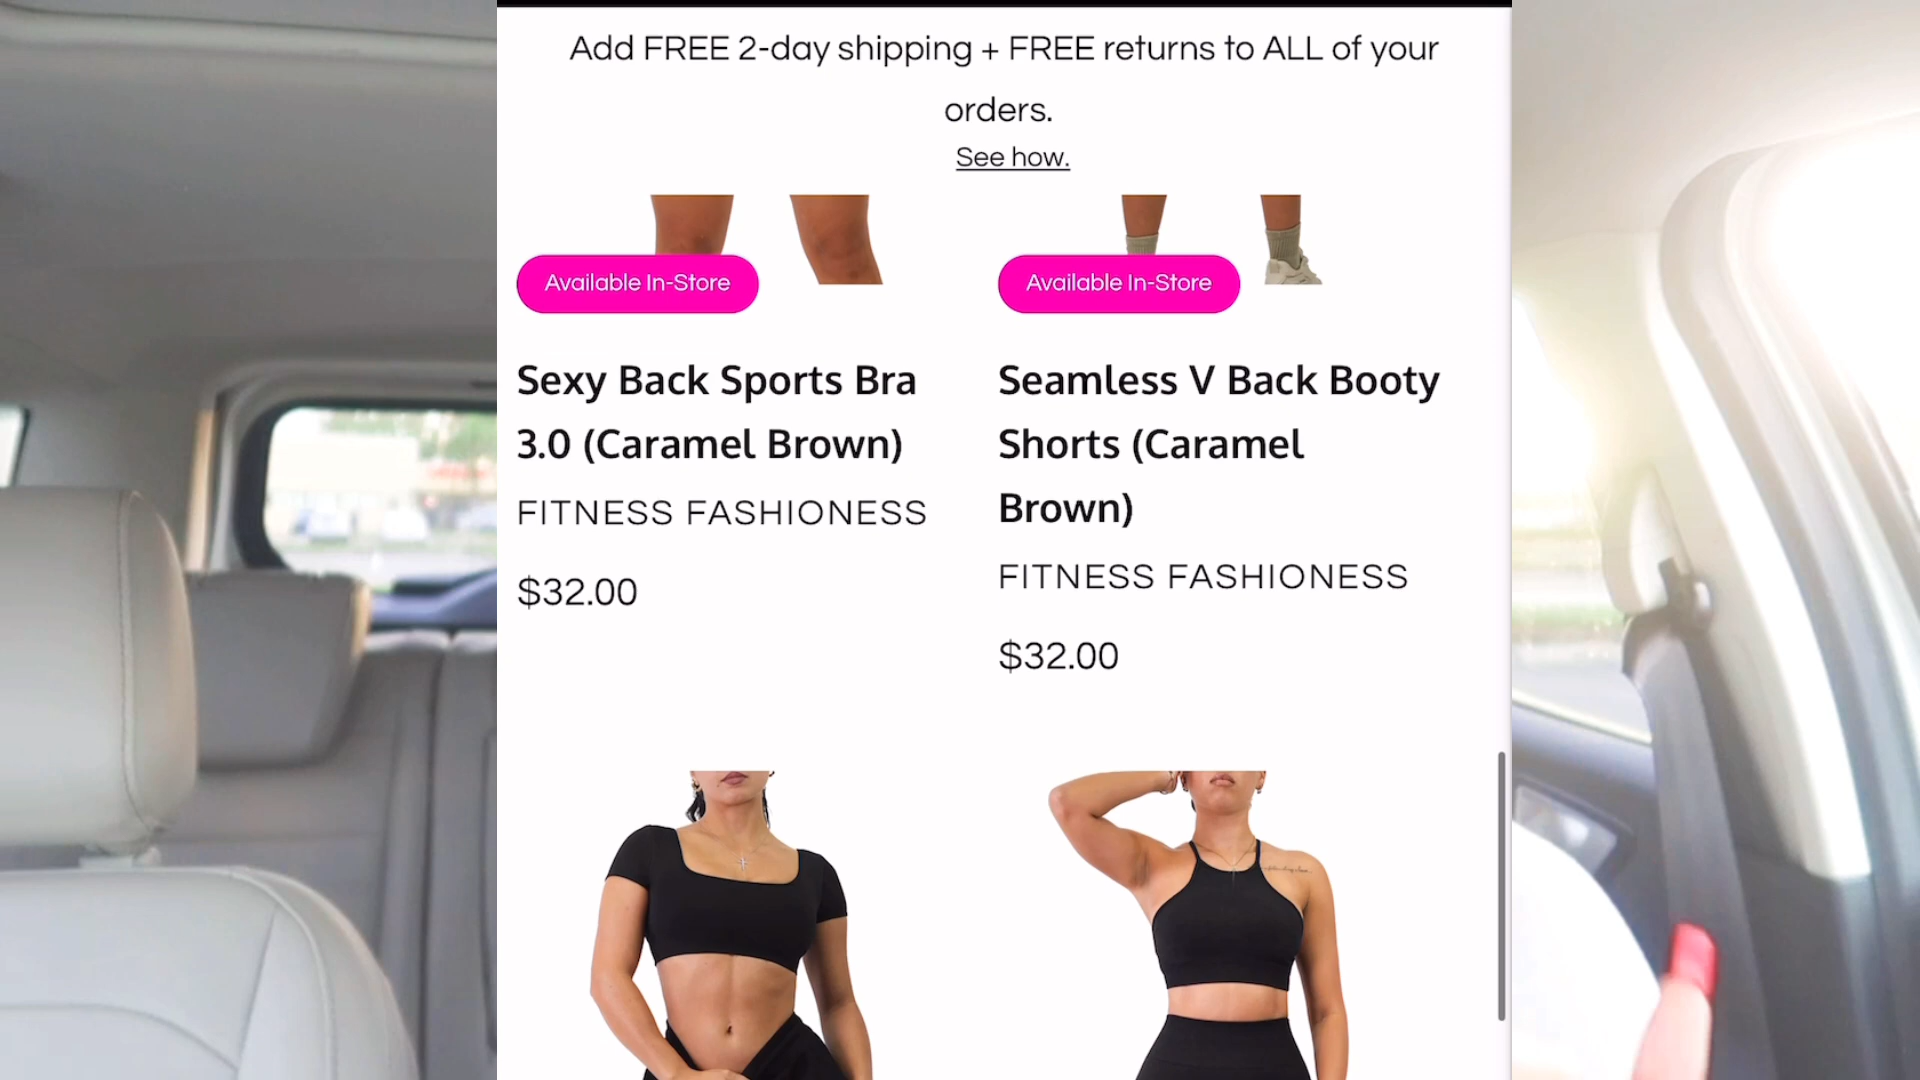 Add FREE 2-day shipping + FREE returns to ALL of your
orders.
See how.
Available In-Store
Sexy Back Sports Bra
3.0 (Caramel Brown)
FITNESS FASHIONESS
$32.00
Available In-Store
Seamless V Back Booty
Shorts (Caramel
Brown)
FITNESS FASHIONESS
$32.00